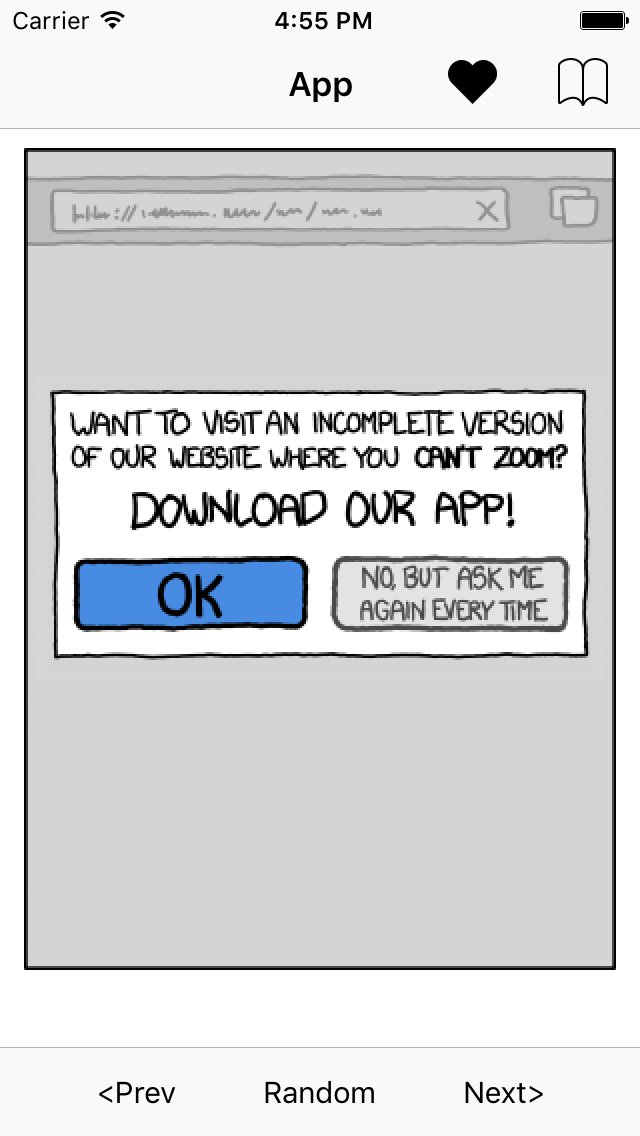 Carrier 4:55 PM
App
WANT TO VISIT AN INCOMPLETE VERSION
OF OUR WEBSITE WHERE YOU CAN'T ZOOM?
DOWNLOAD OUR APP!
OK
NO, BUT ASK ME
AGAIN EVERY TIME
<Prev Random Next>